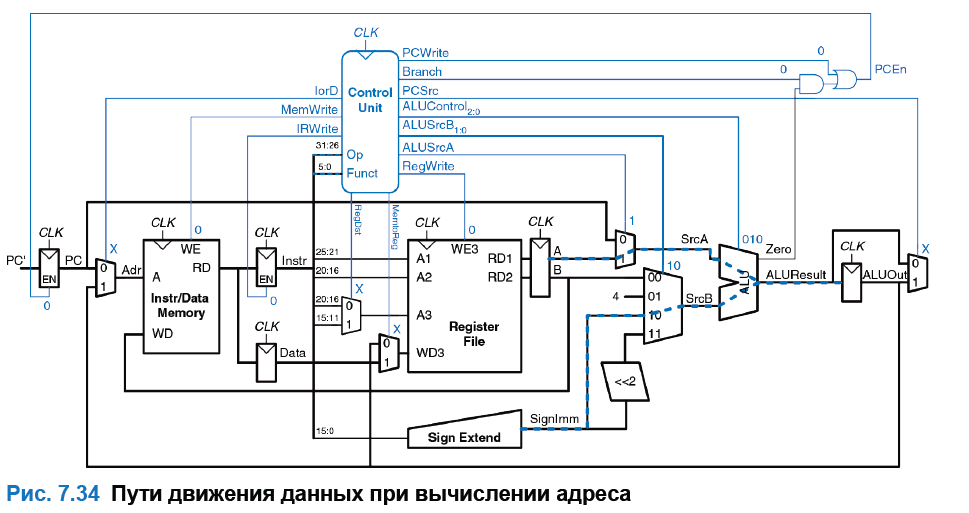 CLK
PCWrite
0
Branch
0
PCEn
IorD
Control
Unit
PCSrc
MemWrite
ALUControl2:0
IRWrite
ALUSrcB1:0
31:26
Op
ALUSrcA
5:0
Funct
RegWrite
RegDst
MemtoReg
CLK
X
CLK
0
CLK
CLK
0
CLK
1
SrcA
010
Zero
CLK
X
PC'
PC
EN
0
0
1
Adr
WE
A
RD
Instr/Data
Memory
WD
EN
0
Instr
25:21
20:16
20:16
15:11
X
0
1
A1
A2
A3
WE3
RD1
RD2
Register
File
WD3
X
0
1
CLK
Data
A
B
0
1
10
00
4
01
10
11
SrcB
ALU
ALUResult
ALUOut
0
1
<<2
SignImm
15:0
Sign Extend
Рис. 7.34 Пути движения данных при вычислении адреса